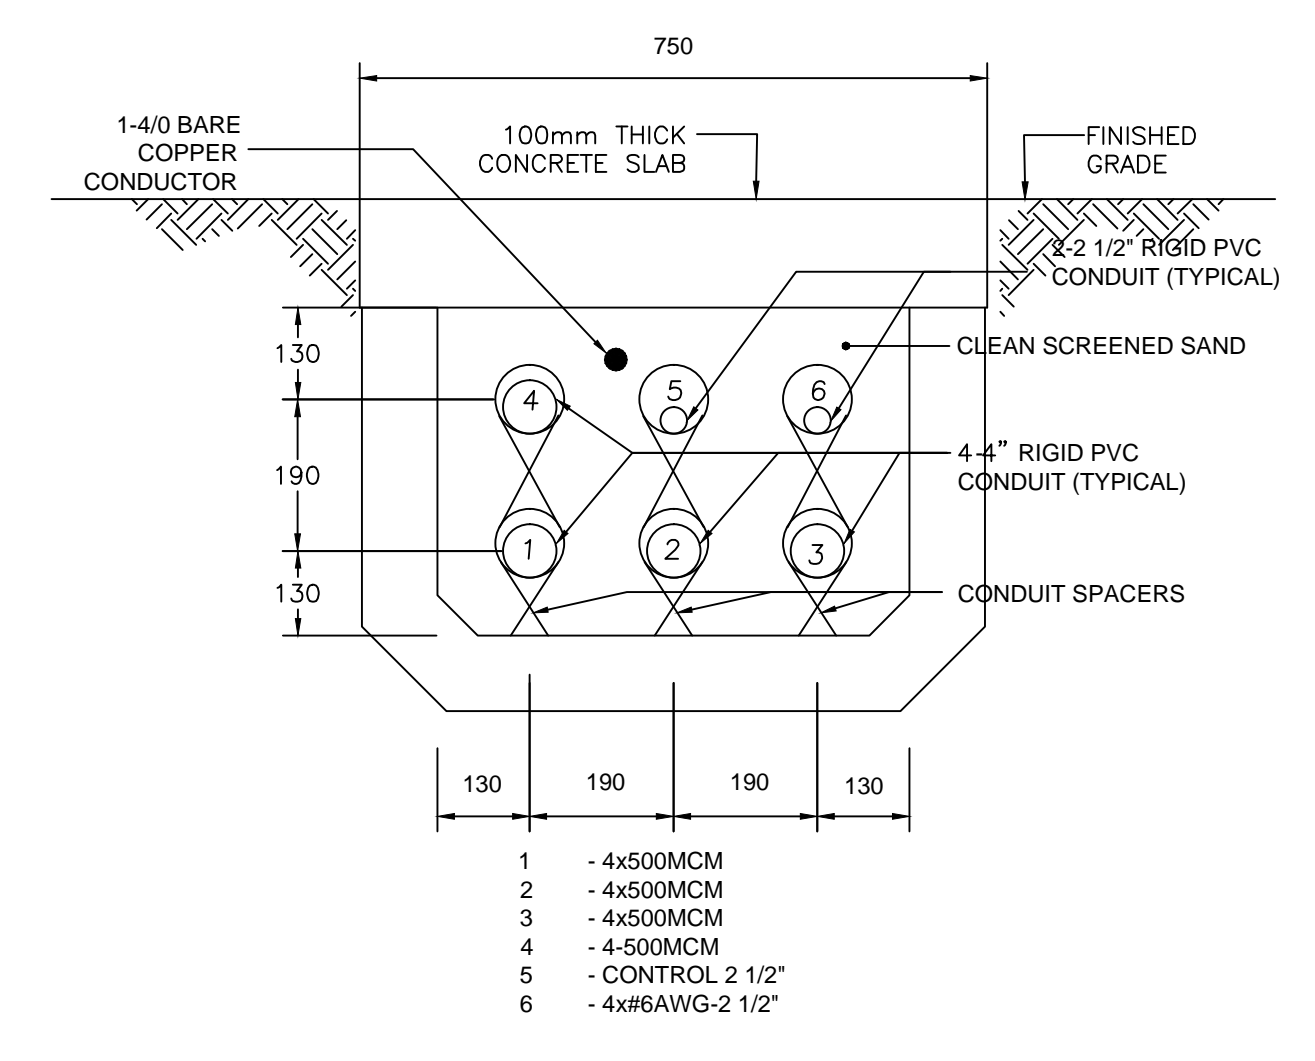 750
1-4/0 BARE
COPPER
CONDUCTOR
100mm THICK
CONCRETE SLAB
FINISHED
GRADE
2-2 1/2" RIGID PVC
CONDUIT (TYPICAL)
130
CLEAN SCREENED SAND
4
5
6
190
4-4” RIGID PVC
CONDUIT (TYPICAL)
1
2
3
130
CONDUIT SPACERS
130
190
190
130
1 - 4x500MCM
2 - 4x500MCM
3 - 4x500MCM
4 - 4-500MCM
5 - CONTROL 2 1/2"
6 - 4x#6AWG-2 1/2"